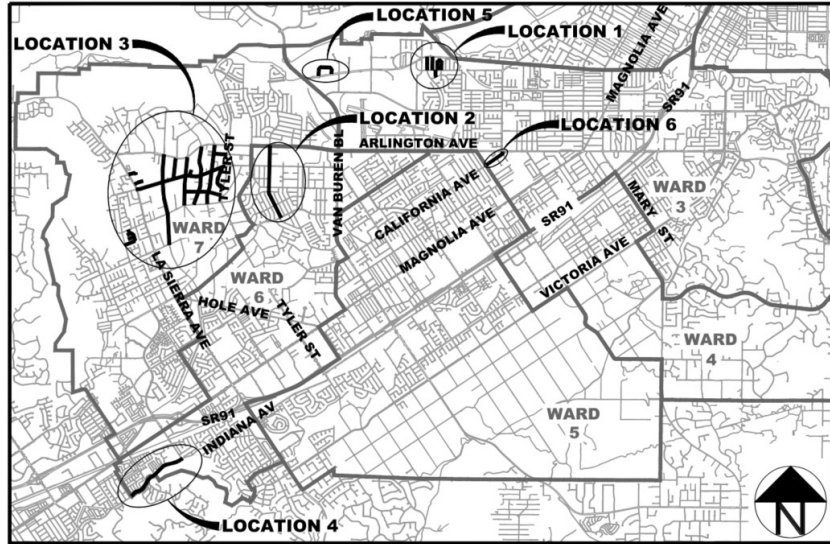 LOCATION 5
LOCATION 1
LOCATION 3
MAGNOLIA AVE
SR91
LOCATION 2
LOCATION 6
TYLER ST
VAN BUREN BL
ARLINGTON AVE
CALIFORNIA AVE
MAGNOLIA AVE
SR91
MARY ST
WARD
3
WARD
7
VICTORIA AVE
LA SIERRA AVE
WARD
6
HOLE AVE
TYLER ST
WARD
4
SR91
INDIANA AV
WARD
5
LOCATION 4
N